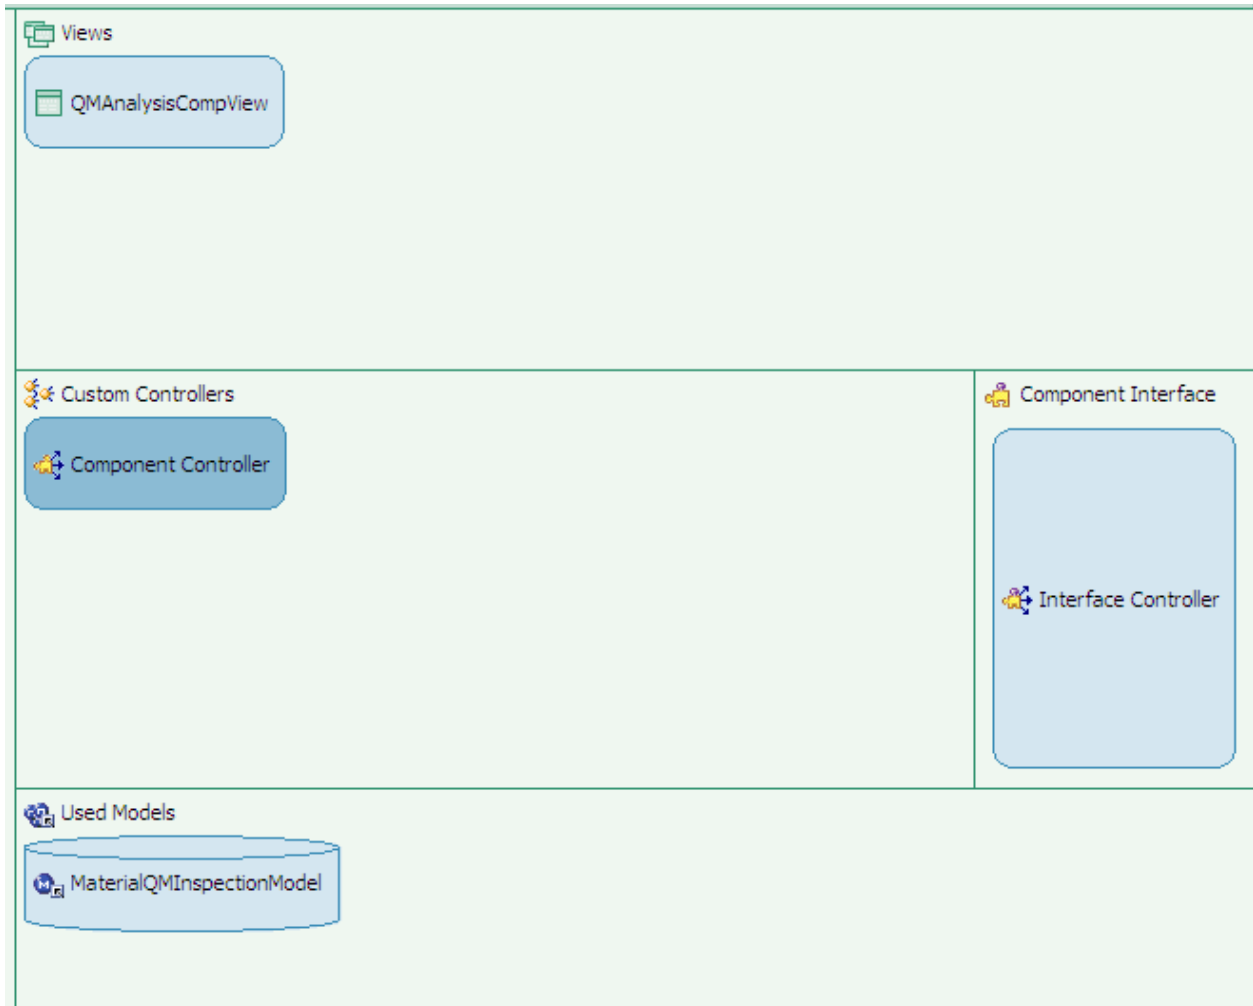 Views
QMAnalysisCompView
Custom Controllers
Component Interface
Component Controller
Interface Controller
Used Models
MaterialQMInspectionModel